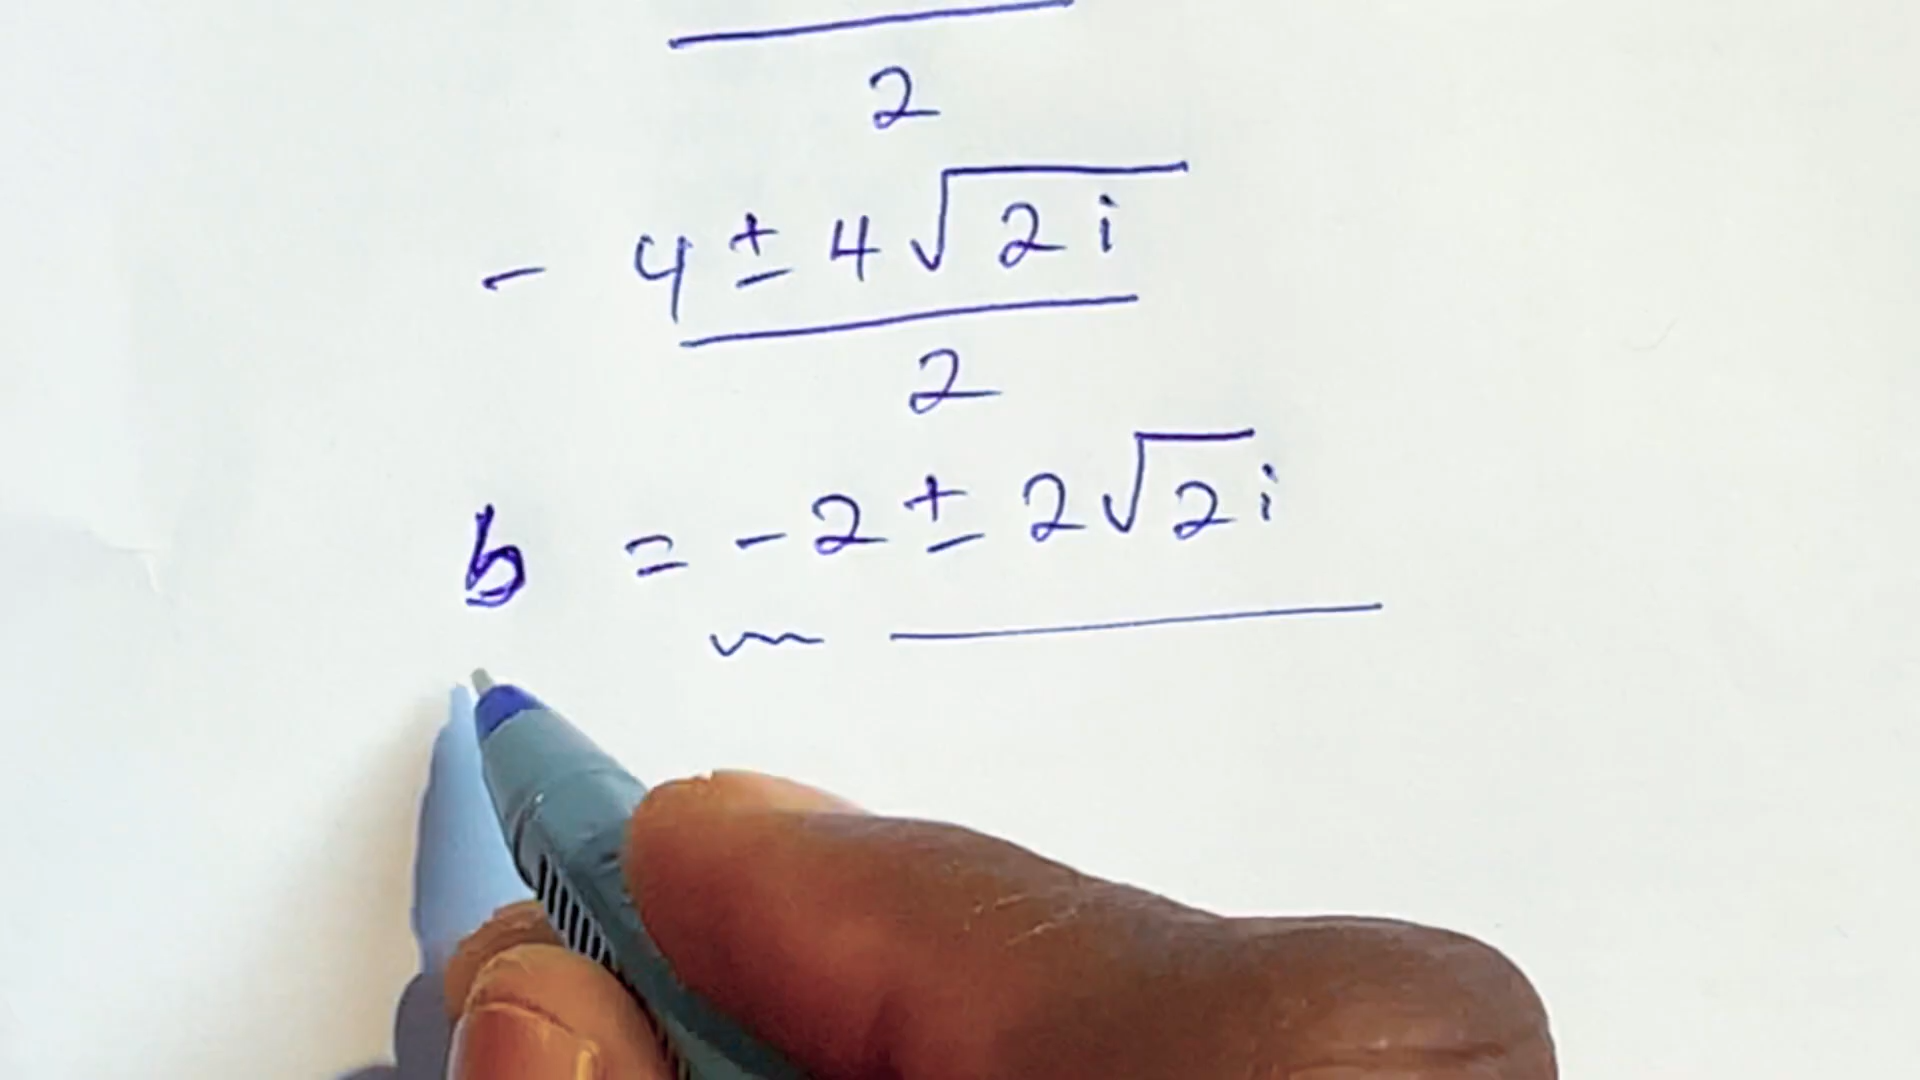 2
- 4 ± 4√2i
2
b = -2 ± 2√2i